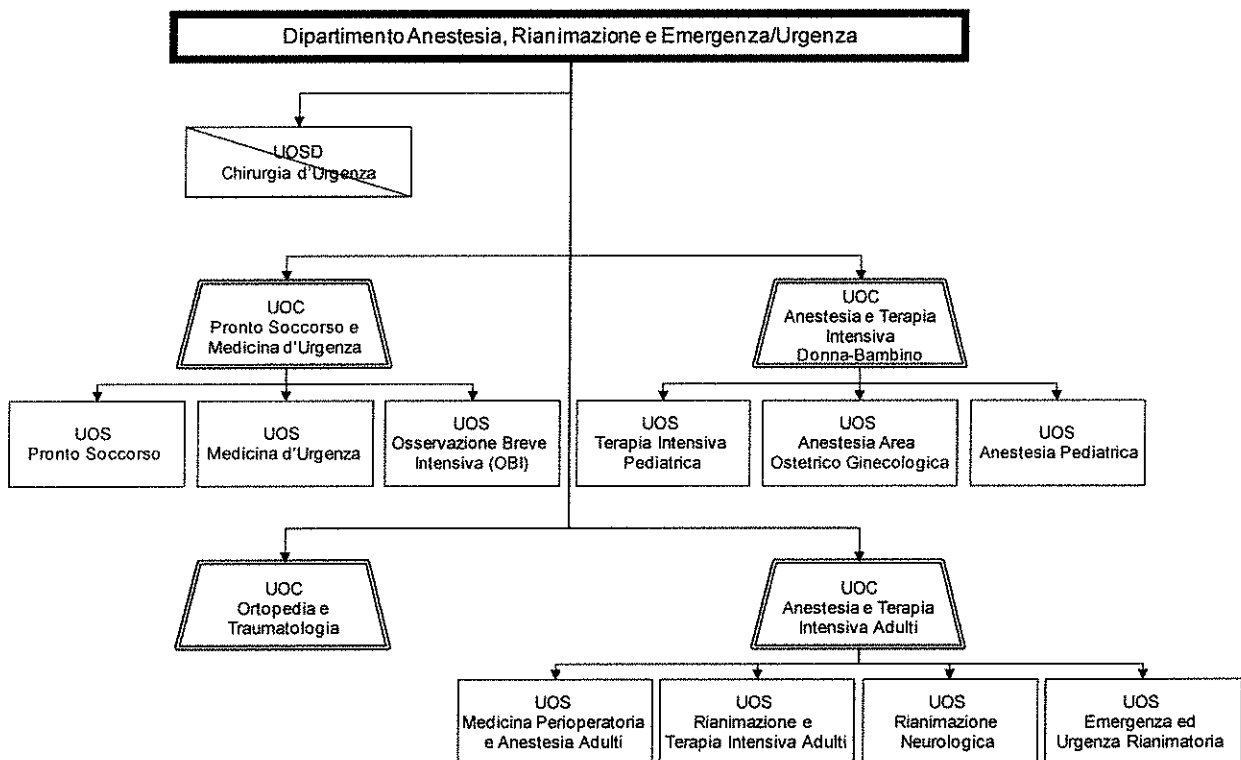 Dipartimento Anestesia, Rianimazione e Emergenza/Urgenza
UOSD
Chirurgia d'Urgenza
UOC
Pronto Soccorso e
Medicina d'Urgenza
UOC
Anestesia e Terapia
Intensiva
Donna-Bambino
UOS
Pronto Soccorso
UOS
Medicina d'Urgenza
UOS
Osservazione Breve
Intensiva (OBI)
UOS
Terapia Intensiva
Pediatrica
UOS
Anestesia Area
Ostetrico Ginecologica
UOS
Anestesia Pediatrica
UOC
Ortopedia e
Traumatologia
UOC
Anestesia e Terapia
Intensiva Adulti
UOS
Medicina Perioperatoria
e Anestesia Adulti
UOS
Rianimazione e
Terapia Intensiva Adulti
UOS
Rianimazione
Neurologica
UOS
Emergenza ed
Urgenza Rianimatoria